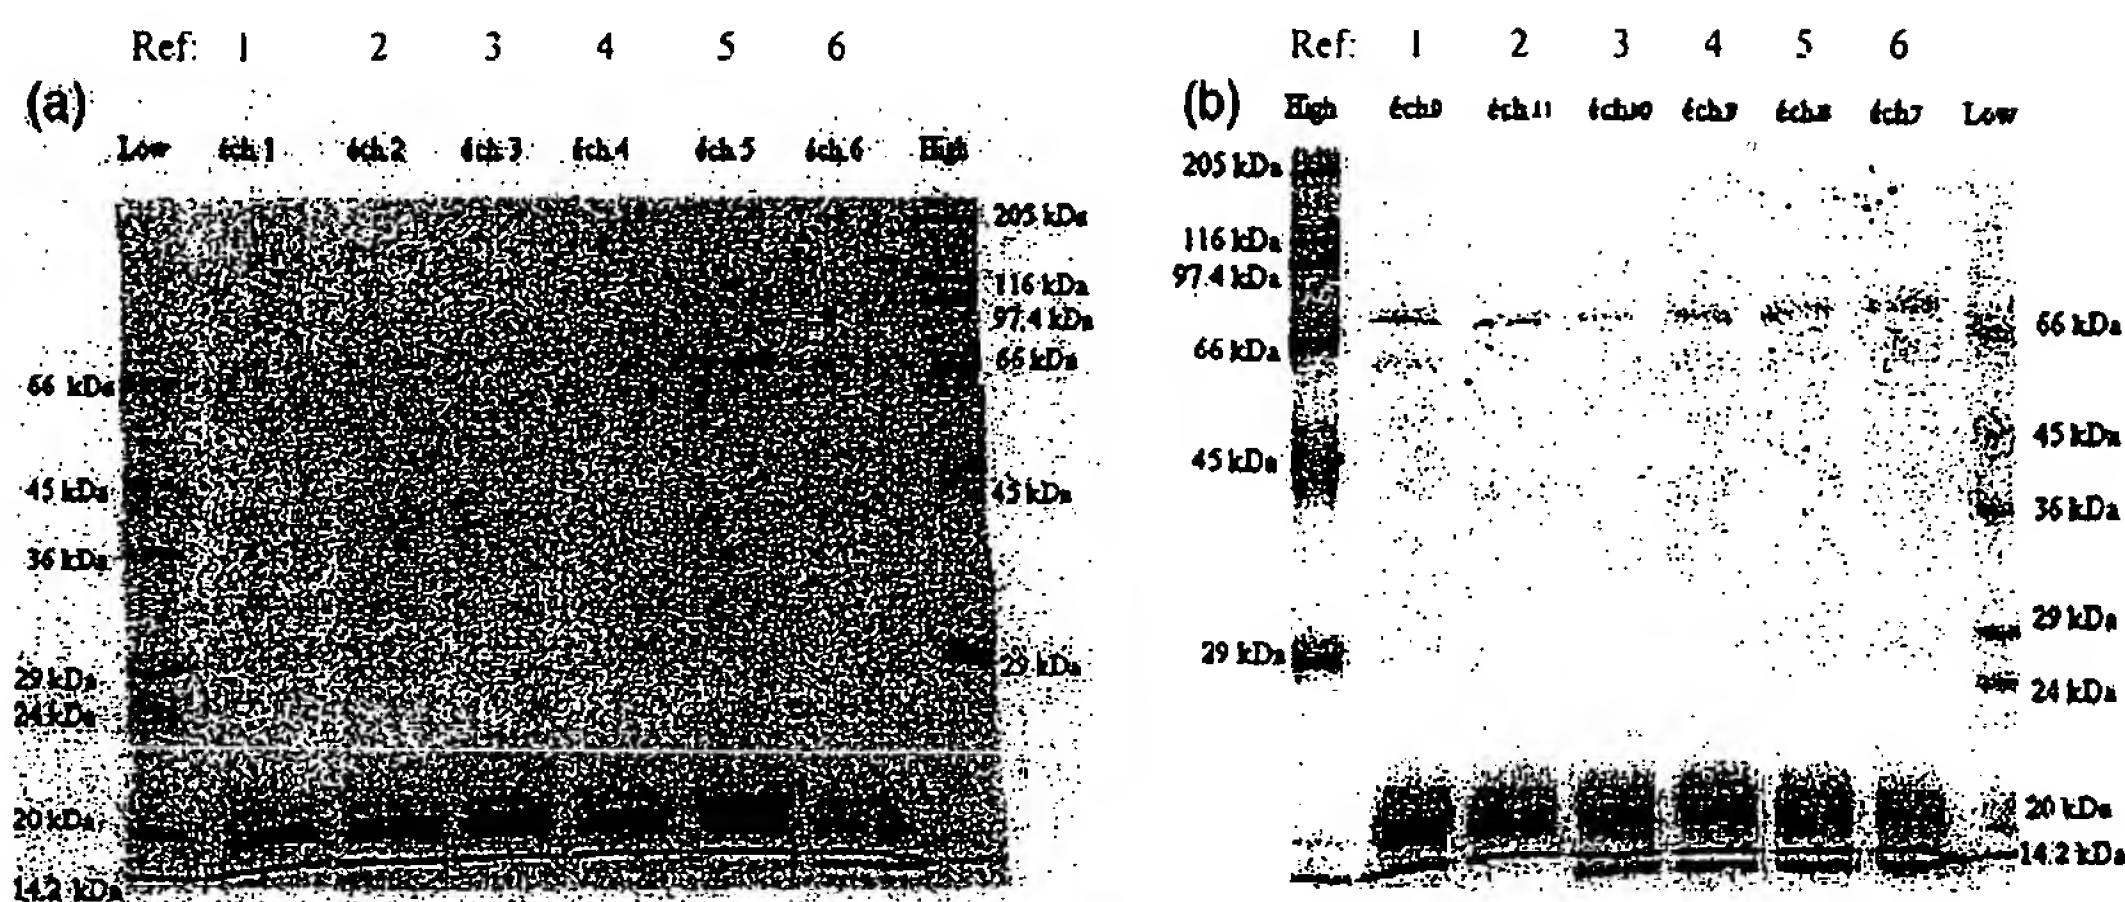 Ref: 1 2 3 4 5 6
(a)
Low éch.1 éch.2 éch.3 éch.4 éch.5 éch.6 High
205 kDa
116 kDa
97.4 kDa
66 kDa
66 kDa
45 kDa
45 kDa
36 kDa
29 kDa
29 kDa
24 kDa
20 kDa
14.2 kDa
Ref: 1 2 3 4 5 6
(b)
High éch11 éch7 Low
205 kDa
116 kDa
97.4 kDa
66 kDa
66 kDa
45 kDa
45 kDa
36 kDa
29 kDa
29 kDa
24 kDa
20 kDa
14.2 kDa